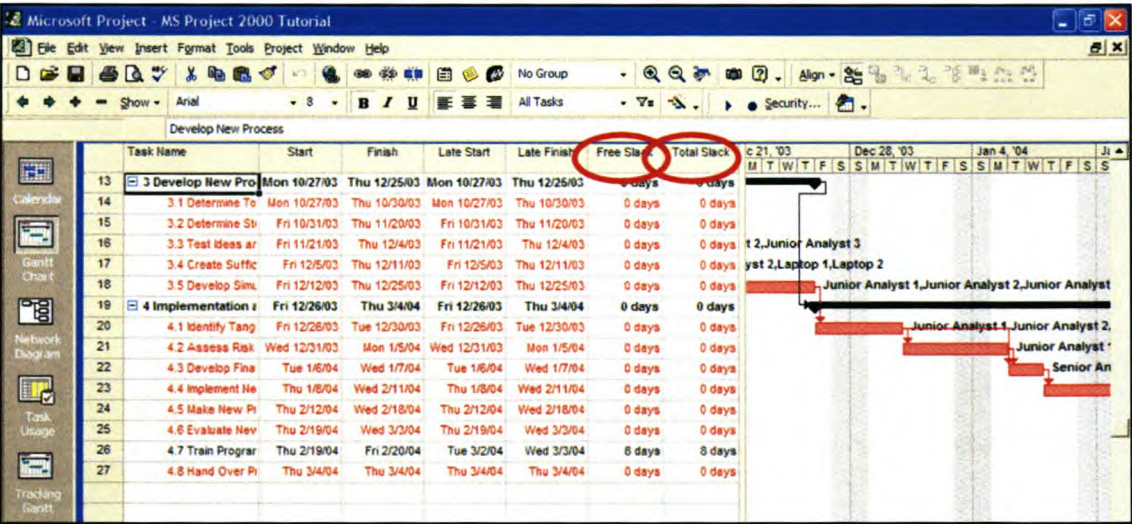 Microsoft Project - MS Project 2000 Tutorial
File Edit View Insert Format Tools Project Window Help
No Group Align
Show Arial 8 B I U All Tasks Security...
Develop New Process
Task Name Start Finish Late Start Late Finish Free Slack Total Slack c 21, '03 Dec 28, '03 Jan 4, '04
M T W T F S S M T W T F S S M T W T F S S
13 3 Develop New Pro Mon 10/27/03 Thu 12/25/03 Mon 10/27/03 Thu 12/25/03 0 days 0 days
14 3.1 Determine To Mon 10/27/03 Thu 10/30/03 Mon 10/27/03 Thu 10/30/03 0 days 0 days
15 3.2 Determine Fri 10/31/03 Thu 11/20/03 Fri 10/31/03 Thu 11/20/03 0 days 0 days
16 3.3 Test Ideas ar Fri 11/21/03 Thu 12/4/03 Fri 11/21/03 Thu 12/4/03 0 days 0 days t 2,Junior Analyst 3
17 3.4 Create Suffic Fri 12/5/03 Thu 12/11/03 Fri 12/5/03 Thu 12/11/03 0 days 0 days yst 2,Laptop 1,Laptop 2
18 3.5 Develop Simu Fri 12/12/03 Thu 12/25/03 Fri 12/12/03 Thu 12/25/03 0 days 0 days Junior Analyst 1,Junior Analyst 2,Junior Analyst
19 4 Implementation a Fri 12/26/03 Thu 3/4/04 Fri 12/26/03 Thu 3/4/04 0 days 0 days
20 4.1 Identify Tang Fri 12/26/03 Tue 12/30/03 Fri 12/26/03 Tue 12/30/03 0 days 0 days Junior Analyst 1,Junior Analyst 2,
21 4.2 Assess Risk Wed 12/31/03 Mon 1/5/04 Wed 12/31/03 Mon 1/5/04 0 days 0 days Junior Analyst
22 4.3 Develop Fina Tue 1/6/04 Wed 1/7/04 Tue 1/6/04 Wed 1/7/04 0 days 0 days Senior An
23 4.4 Implement Ne Thu 1/8/04 Wed 2/11/04 Thu 1/8/04 Wed 2/11/04 0 days 0 days
24 4.5 Make New Pr Thu 2/12/04 Wed 2/18/04 Thu 2/12/04 Wed 2/18/04 0 days 0 days
25 4.6 Evaluate New Thu 2/19/04 Wed 3/3/04 Thu 2/19/04 Wed 3/3/04 0 days 0 days
26 4.7 Train Prograr Thu 2/19/04 Fri 2/20/04 Tue 3/2/04 Wed 3/3/04 8 days 8 days
27 4.8 Hand Over Pr Thu 3/4/04 Thu 3/4/04 Thu 3/4/04 Thu 3/4/04 0 days 0 days
Calendar
Gantt
Chart
Network
Diagram
Task
Usage
Tracking
Gantt